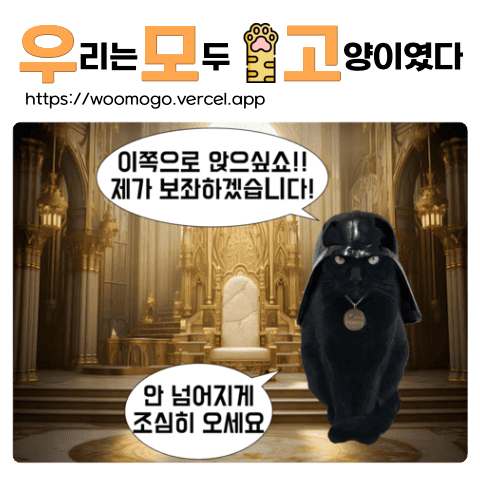 우리는 모두 고양이였다
https://woomogo.vercel.app
이쪽으로 앉으싶쇼!!
제가 보좌하겠습니다!
안 넘어지게
조심히 오세요